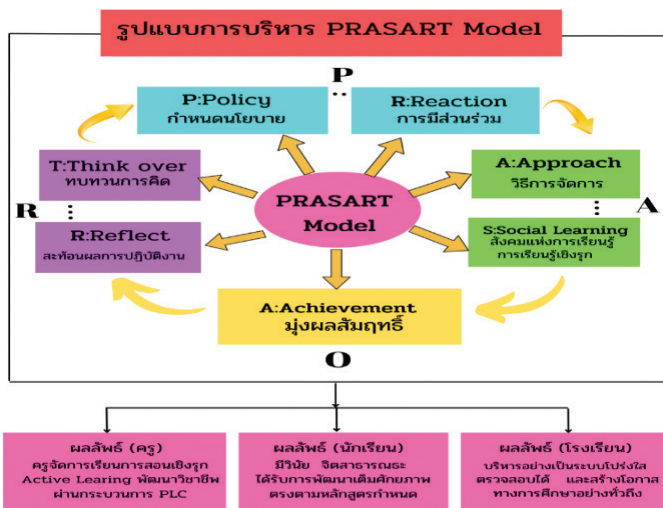 รูปแบบการบริหาร PRASART Model
P
P:Policy
กำหนดนโยบาย
R:Reaction
การมีส่วนร่วม
T:Think over
ทบทวนการคิด
A:Approach
วิธีการจัดการ
PRASART
Model
R
A
R:Reflect
สะท้อนผลการปฏิบัติงาน
S:Social Learning
สังคมแห่งการเรียนรู้
การเรียนรู้เชิงรุก
A:Achievement
มุ่งผลสัมฤทธิ์
O
ผลลัพธ์ (ครู)
ครูจัดการเรียนการสอนเชิงรุก
Active Learing พัฒนาวิชาชีพ
ผ่านกระบวนการ PLC
ผลลัพธ์ (นักเรียน)
มีวินัย จิตสาธารณธะ
ได้รับการพัฒนาเต็มศักยภาพ
ตรงตามหลักสูตรกำหนด
ผลลัพธ์ (โรงเรียน)
บริหารอย่างเป็นระบบโปร่งใส
ตรวจสอบได้ และสร้างโอกาส
ทางการศึกษาอย่างทั่วถึง